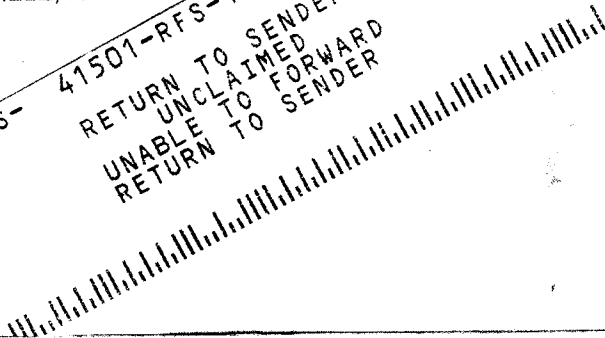 S- 41501-RFS-
RETURN TO SENDER
UNCLAIMED
UNABLE TO FORWARD
RETURN TO SENDER